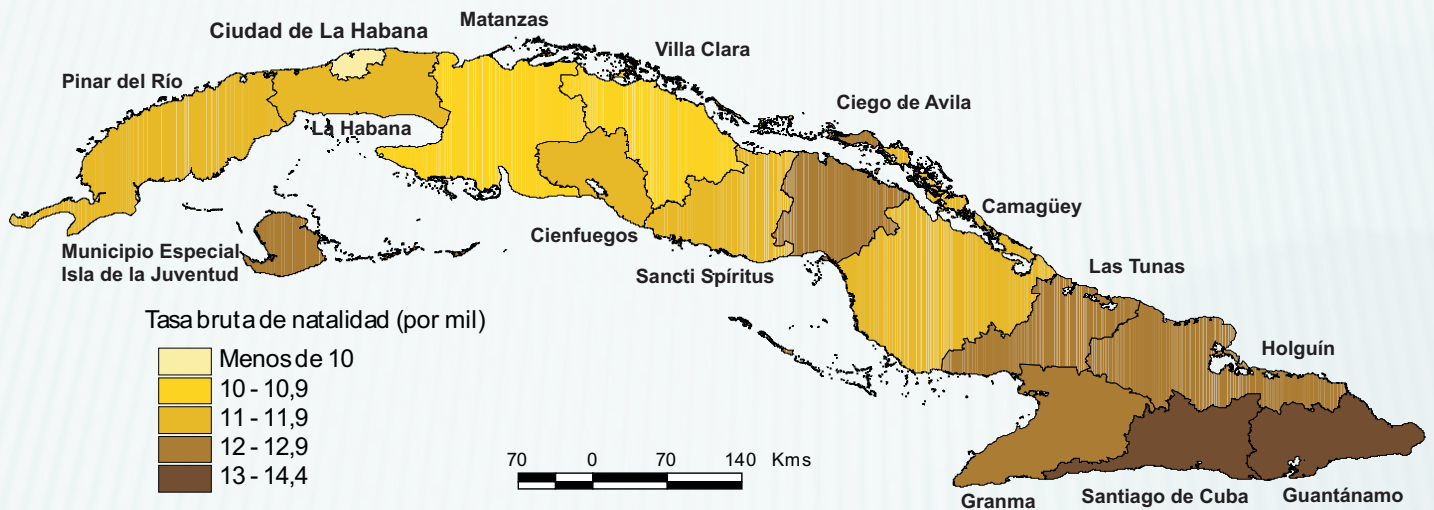 Matanzas
Ciudad de La Habana
Villa Clara
Pinar del Río
Ciego de Avila
La Habana
Camagüey
Cienfuegos
Municipio Especial
Isla de la Juventud
Sancti Spíritus
Las Tunas
Holguín
Tasa bruta de natalidad (por mil)
Menos de 10
10 - 10,9
11 - 11,9
12 - 12,9
13 - 14,4
70 0 70 140 Kms
Granma
Santiago de Cuba
Guantánamo